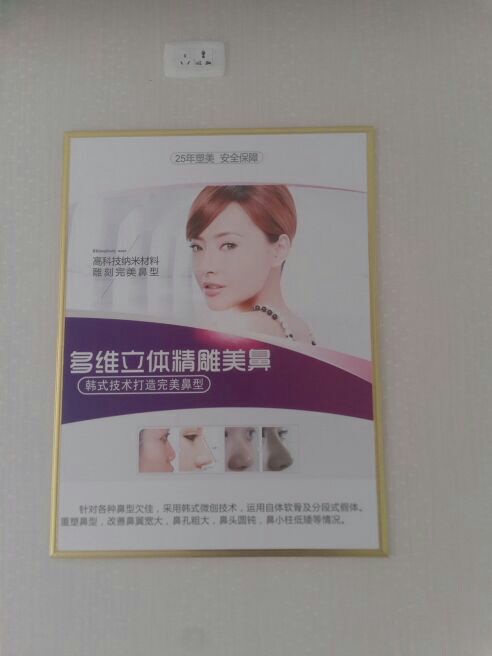 25年塑美 安全保障
高科技纳米材料
雕刻完美鼻型
多维立体精雕美鼻
韩式技术打造完美鼻型
针对各种鼻型欠佳，采用韩式微创技术，运用自体软骨及分段式假体。
重塑鼻型，改善鼻翼宽大，鼻孔粗大，鼻头圆钝，鼻小柱低矮等情况。